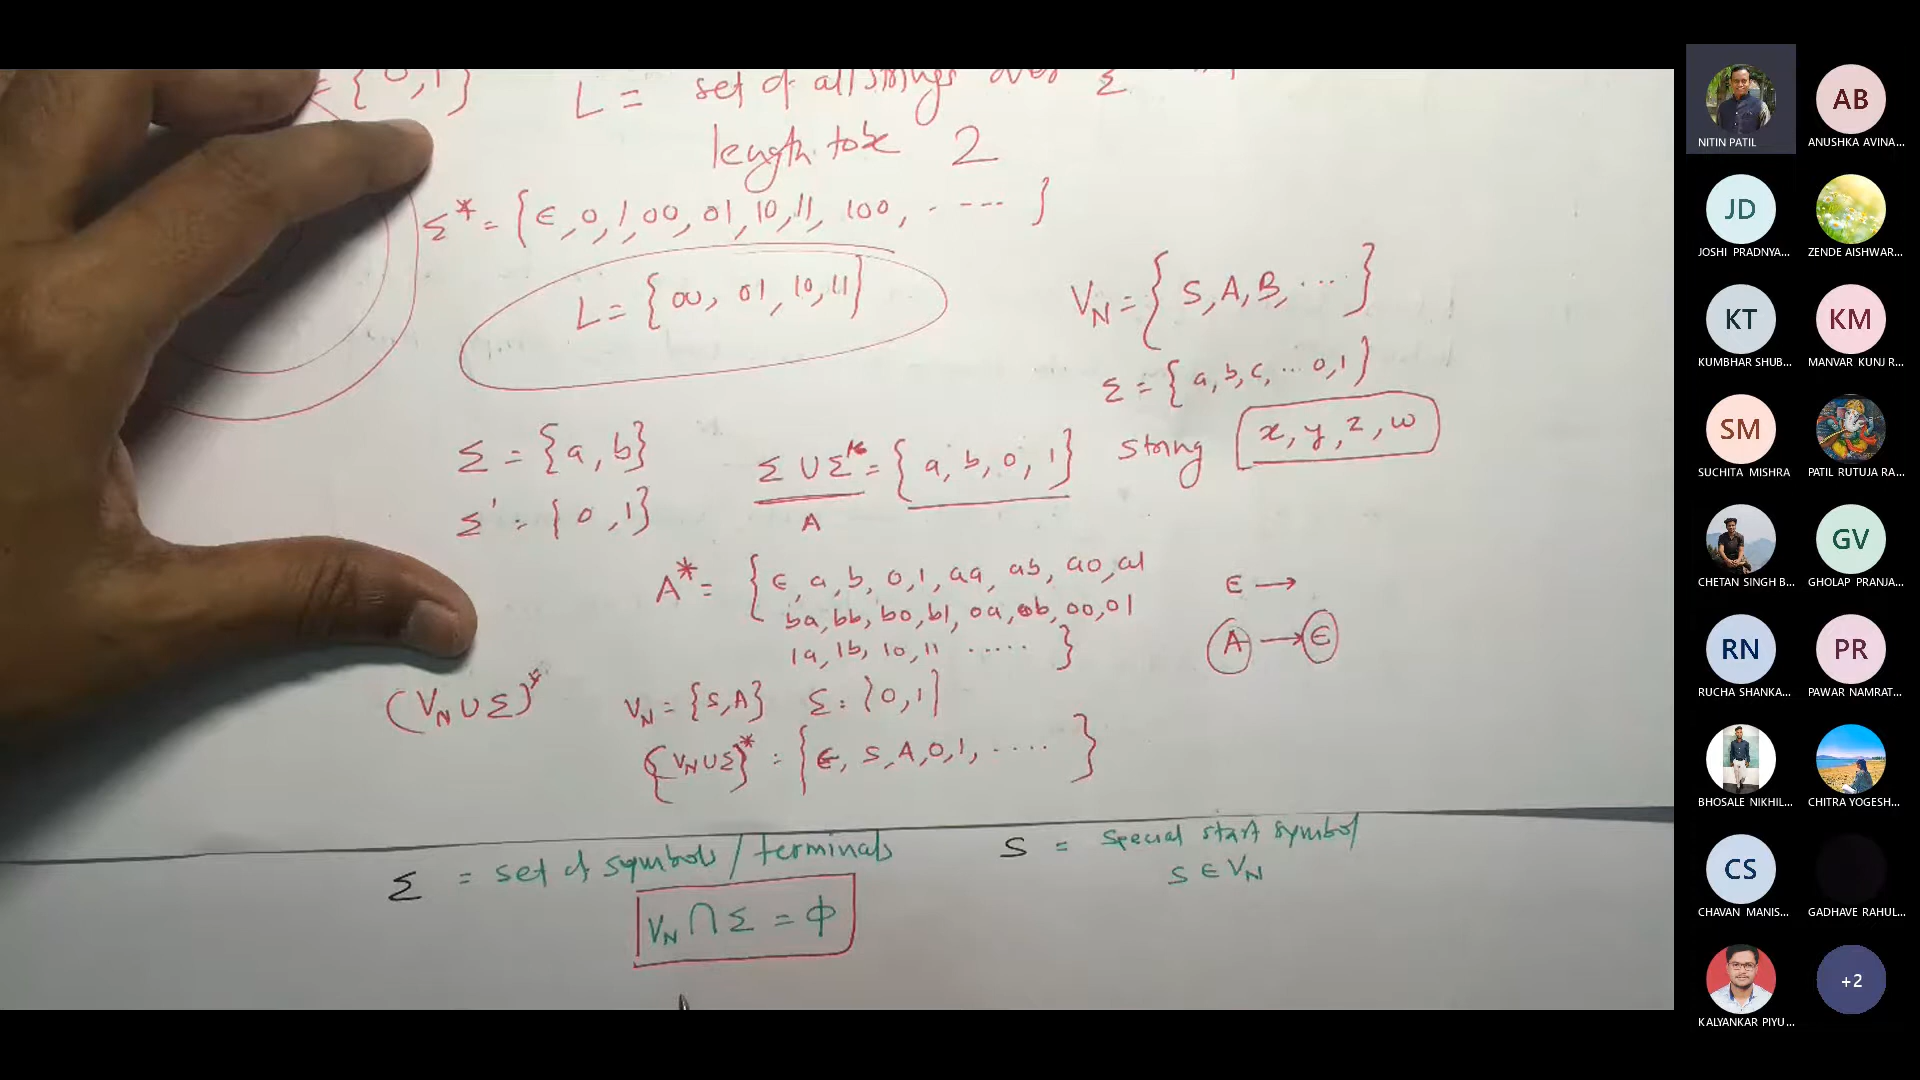 ∈ {0,1}
L = set of all strings over Σ
length to be 2
Σ* = {ϵ, 0, 1, 00, 01, 10, 11, 100, . --- }
L = {00, 01, 10, 11}
V_N = {S, A, B, ...}
Σ = {a, b, c, ... 0, 1}
string x, y, z, w
Σ = {a, b}
Σ' = {0, 1}
Σ ∪ Σ* = {a, b, 0, 1}
A
A* = {ϵ, a, b, 0, 1, aa, ab, a0, a1
ba, bb, b0, b1, 0a, 0b, 00, 01
1a, 1b, 10, 11 ..... }
ϵ →
A → ϵ
(V_N ∪ Σ)*
V_N = {S, A} Σ : {0, 1}
(V_N ∪ Σ)* : {ϵ, S, A, 0, 1, .... }
Σ = set of symbols / terminals
V_N ∩ Σ = ϕ
S = special start symbol
S ∈ V_N
NITIN PATIL
AB
ANUSHKA AVINA...
JD
JOSHI PRADNYA...
ZENDE AISHWAR...
KT
KUMBHAR SHUB...
KM
MANVAR KUNJ R...
SM
SUCHITA MISHRA
PATIL RUTUJA RA...
CHETAN SINGH B...
GV
GHOLAP PRANJA...
RN
RUCHA SHANKA...
PR
PAWAR NAMRAT...
BHOSALE NIKHIL...
CHITRA YOGESH...
CS
CHAVAN MANIS...
GADHAVE RAHUL...
KALYANKAR PIYU...
+2